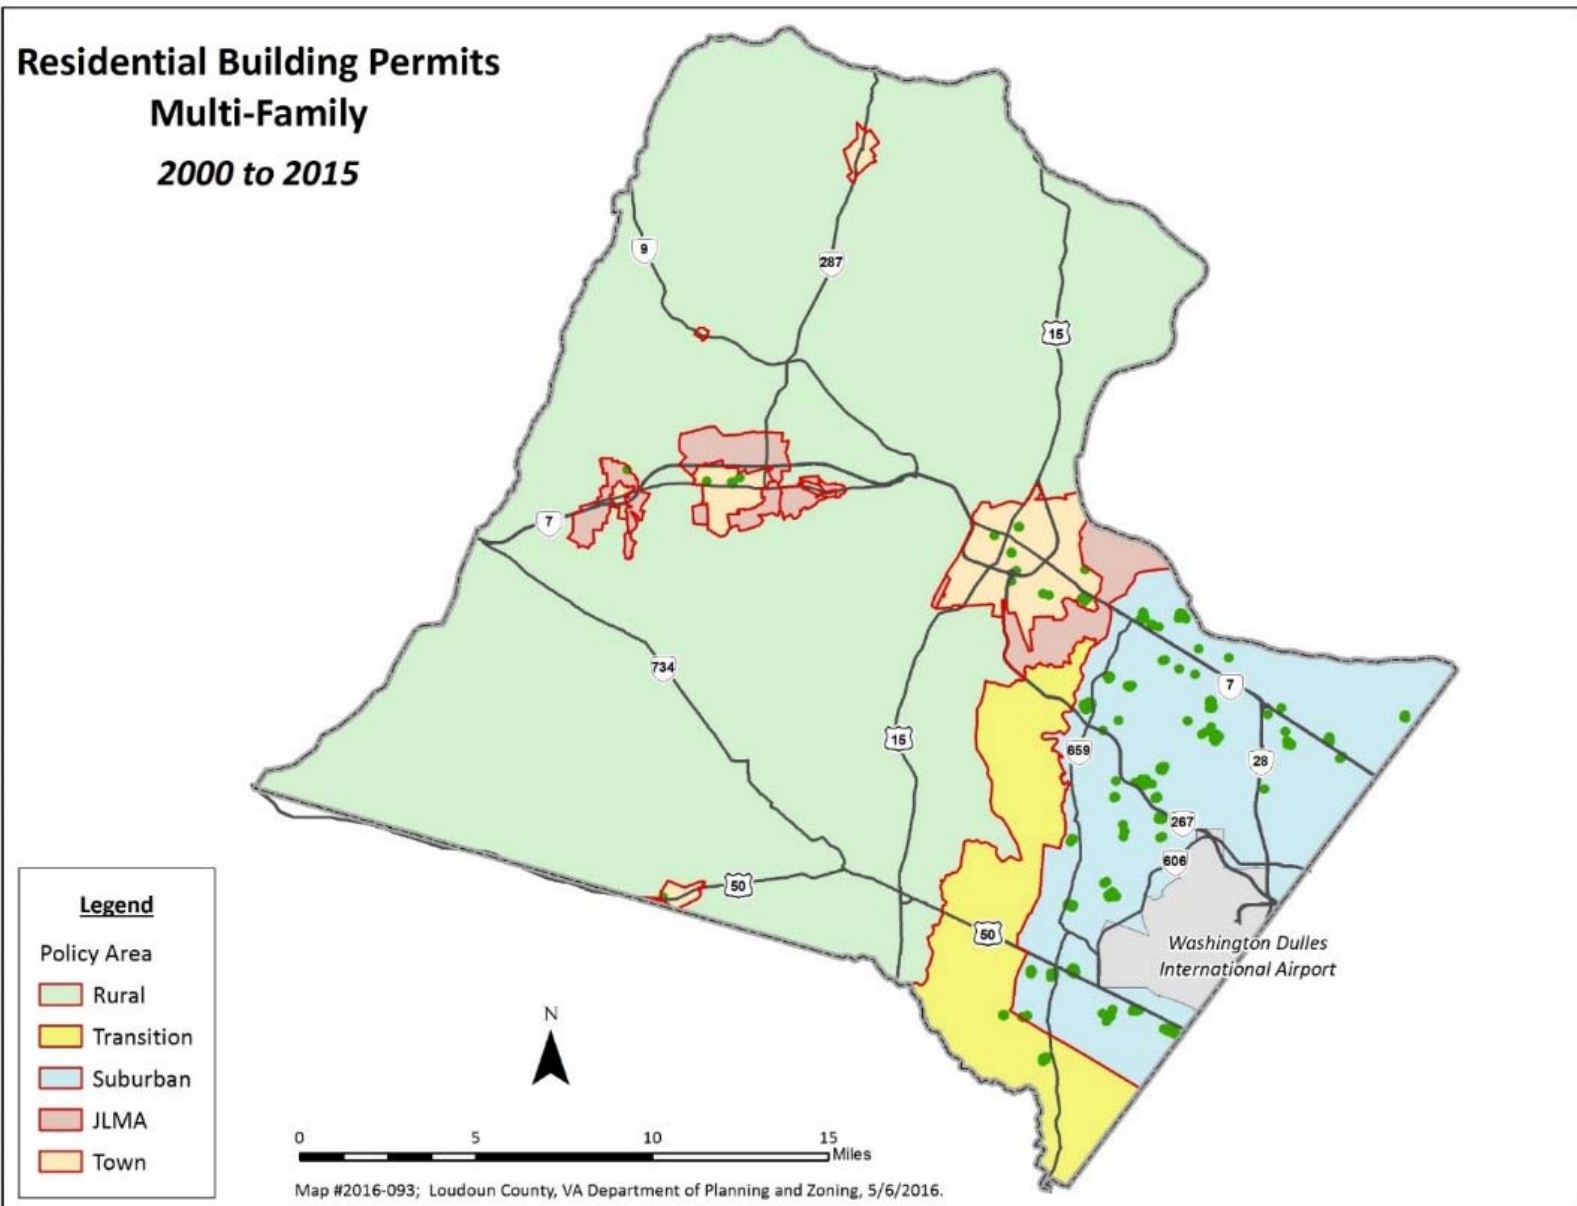 Residential Building Permits
Multi-Family
2000 to 2015
9
287
15
7
734
15
7
659
28
267
606
50
50
Washington Dulles
International Airport
Legend
Policy Area
Rural
Transition
Suburban
JLMA
Town
N
0 5 10 15
Miles
Map #2016-093; Loudoun County, VA Department of Planning and Zoning, 5/6/2016.